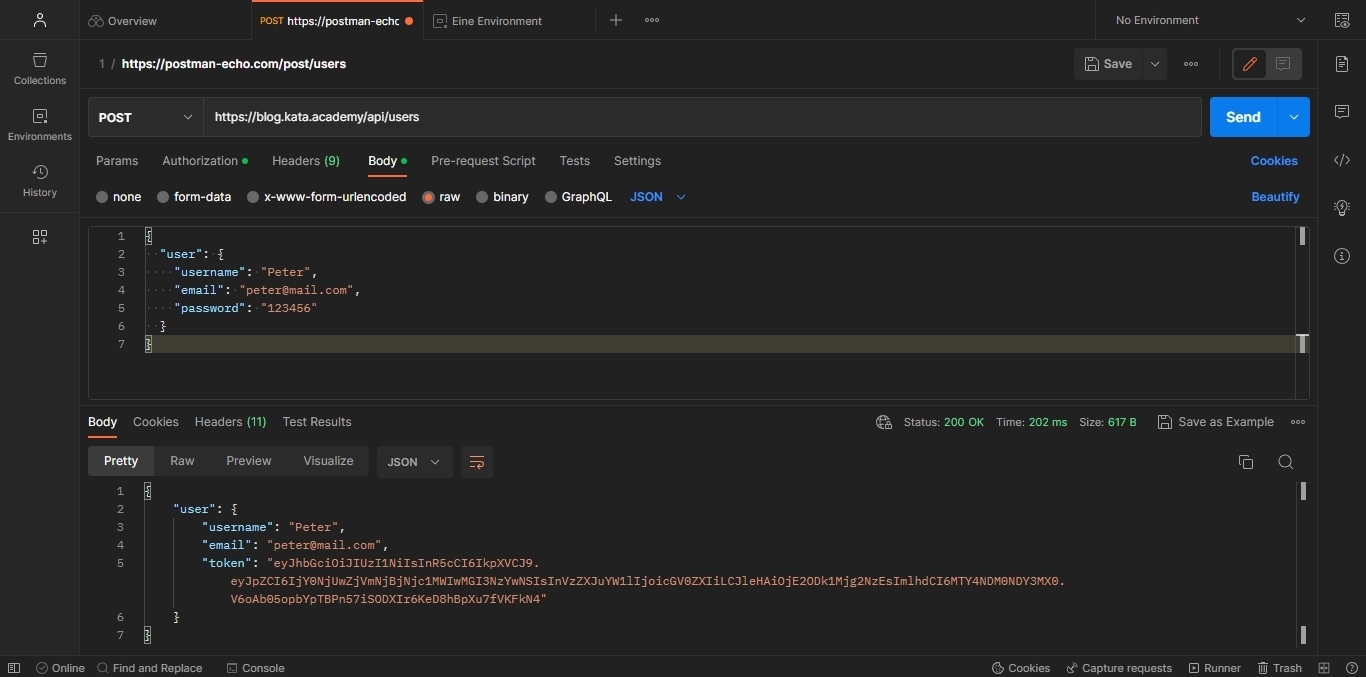 Overview
POST https://postman-echo
Eine Environment
No Environment
Collections
Environments
History
1 / https://postman-echo.com/post/users
Save
POST
https://blog.kata.academy/api/users
Send
Params Authorization Headers (9) Body Pre-request Script Tests Settings Cookies
none form-data x-www-form-urlencoded raw binary GraphQL JSON Beautify
1 {
2 "user": {
3 "username": "Peter",
4 "email": "peter@mail.com",
5 "password": "123456"
6 }
7 }
Body Cookies Headers (11) Test Results Status: 200 OK Time: 202 ms Size: 617 B Save as Example
Pretty Raw Preview Visualize JSON
1 {
2 "user": {
3 "username": "Peter",
4 "email": "peter@mail.com",
5 "token": "eyJhbGciOiJIUzI1NiIsInR5cCI6IkpXVCJ9.
eyJpZCI6IjY0NjUwZjVmNjBjNjc1MWIwMGI3NzYwNSIsInVzZXJuYW1lIjoicGV0ZXIiLCJleHAiOjE2ODk1Mjg2NzEsImlhdCI6MTY4NDM0NDY3MX0.
V6oAb05opbYpTBPn57iSODXIr6KeD8hBpXu7fVKFkN4"
6 }
7 }
Online Find and Replace Console Cookies Capture requests Runner Trash